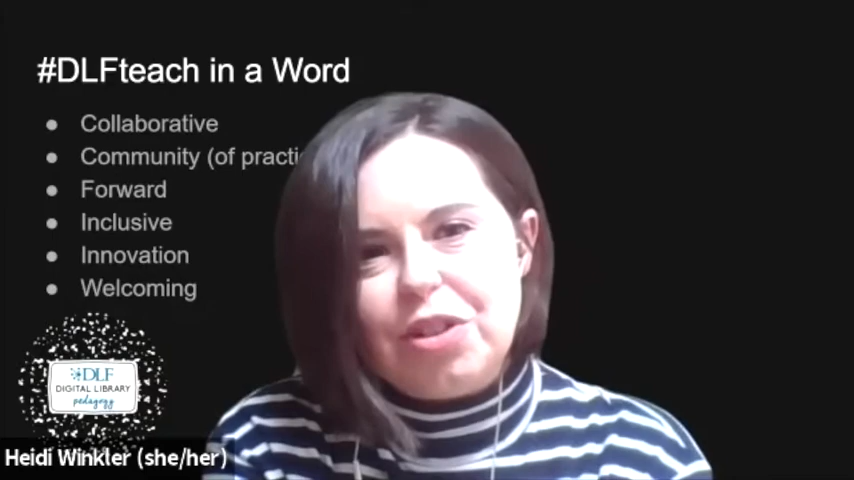 #DLFteach in a Word
● Collaborative
● Community (of practi
● Forward
● Inclusive
● Innovation
● Welcoming
DLF
DIGITAL LIBRARY
pedagogy
Heidi Winkler (she/her)